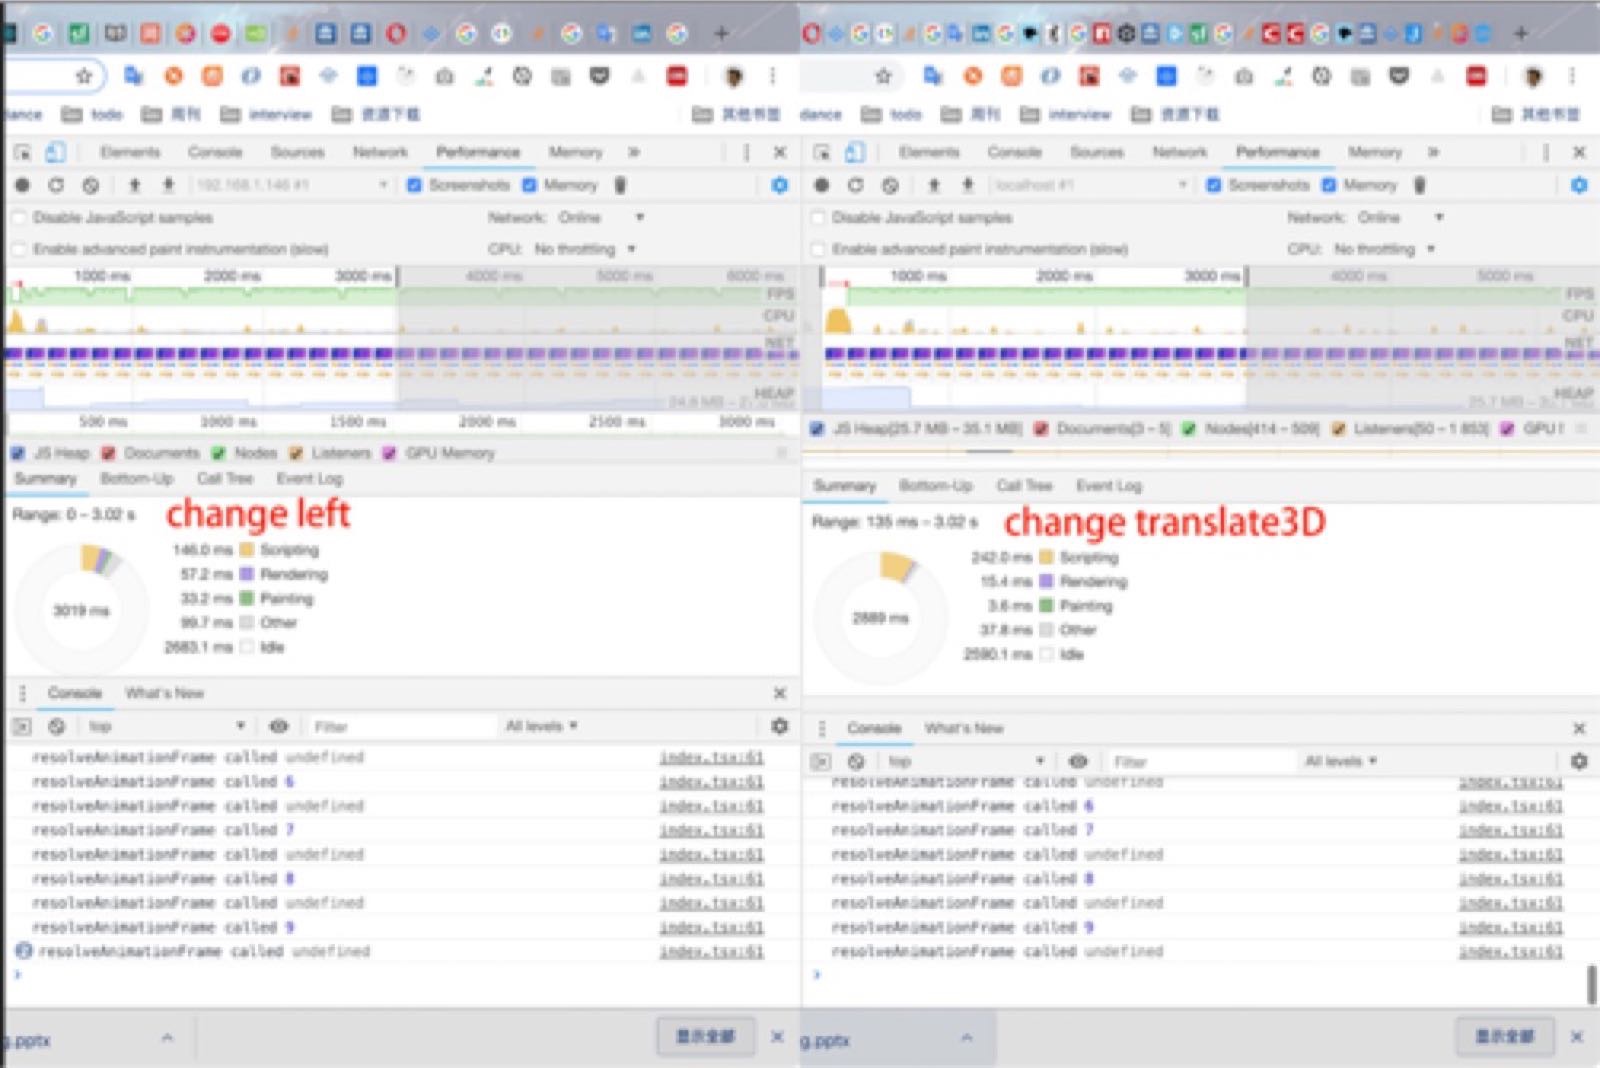 dance todo 周刊 interview 资源下载 其他书签
Elements Console Sources Network Performance Memory »
192.168.1.146 #1 Screenshots Memory
Disable JavaScript samples Network: Online
Enable advanced paint instrumentation (slow) CPU: No throttling
1000 ms 2000 ms 3000 ms 4000 ms 5000 ms 6000 ms
FPS
CPU
NET
HEAP
500 ms 1000 ms 1500 ms 2000 ms 2500 ms 3000 ms
JS Heap Documents Nodes Listeners GPU Memory
Summary Bottom-Up Call Tree Event Log
Range: 0 – 3.02 s
change left
146.0 ms Scripting
57.2 ms Rendering
33.2 ms Painting
99.7 ms Other
2683.1 ms Idle
3019 ms
Console What's New
top Filter All levels
resolveAnimationFrame called undefined index.tsx:61
resolveAnimationFrame called 6 index.tsx:61
resolveAnimationFrame called undefined index.tsx:61
resolveAnimationFrame called 7 index.tsx:61
resolveAnimationFrame called undefined index.tsx:61
resolveAnimationFrame called 8 index.tsx:61
resolveAnimationFrame called undefined index.tsx:61
resolveAnimationFrame called 9 index.tsx:61
2 resolveAnimationFrame called undefined index.tsx:61
g.pptx 显示全部
dance todo 周刊 interview 资源下载 其他书签
Elements Console Sources Network Performance Memory »
localhost #1 Screenshots Memory
Disable JavaScript samples Network: Online
Enable advanced paint instrumentation (slow) CPU: No throttling
1000 ms 2000 ms 3000 ms 4000 ms 5000 ms
FPS
CPU
NET
HEAP
JS Heap[25.7 MB – 35.1 MB] Documents[3 – 5] Nodes[414 – 509] Listeners[50 – 1 853] GPU
Summary Bottom-Up Call Tree Event Log
Range: 135 ms – 3.02 s
change translate3D
242.0 ms Scripting
15.4 ms Rendering
3.6 ms Painting
37.8 ms Other
2590.1 ms Idle
2889 ms
Console What's New
top Filter All levels
resolveAnimationFrame called undefined index.tsx:61
resolveAnimationFrame called 6 index.tsx:61
resolveAnimationFrame called 7 index.tsx:61
resolveAnimationFrame called undefined index.tsx:61
resolveAnimationFrame called 8 index.tsx:61
resolveAnimationFrame called undefined index.tsx:61
resolveAnimationFrame called 9 index.tsx:61
resolveAnimationFrame called undefined index.tsx:61
g.pptx 显示全部